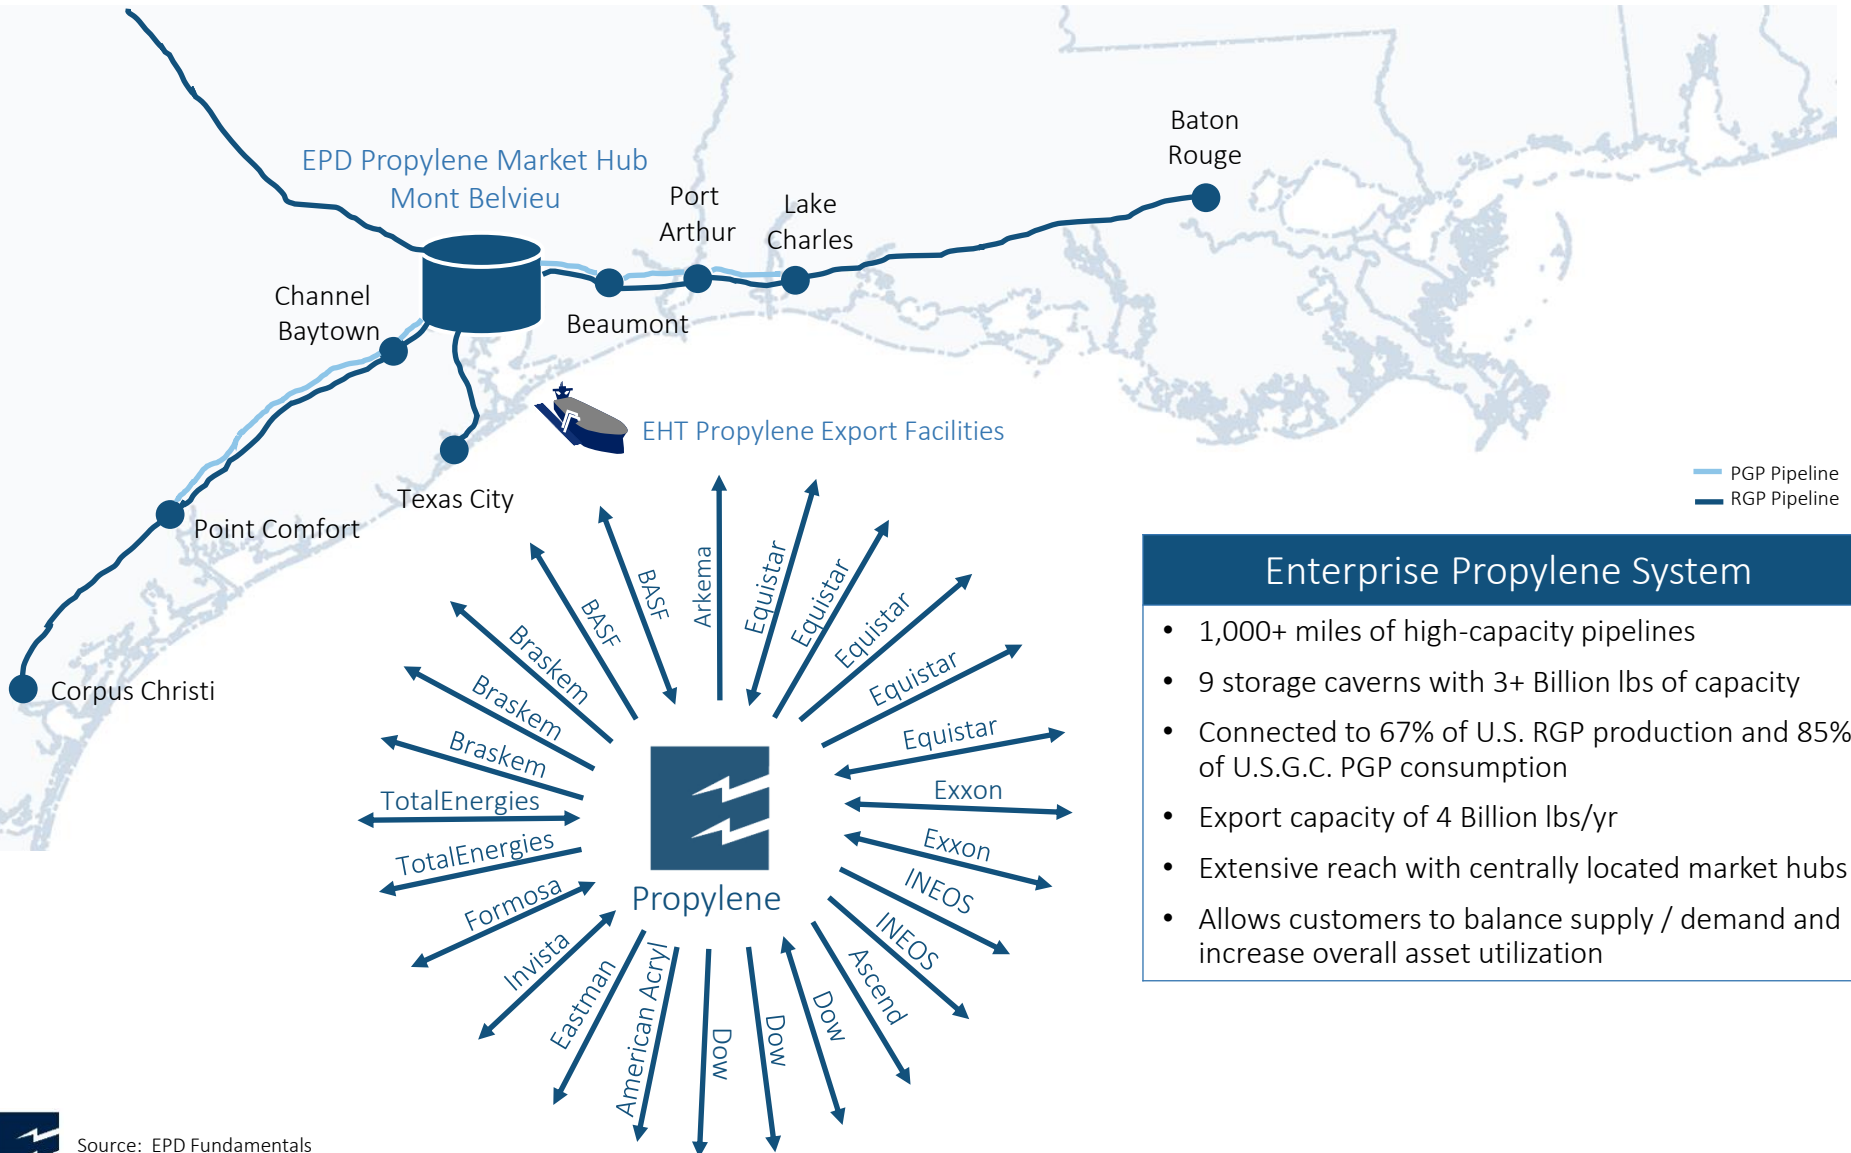 Baton
Rouge
EPD Propylene Market Hub
Mont Belvieu
Port
Arthur
Lake
Charles
Channel
Baytown
Beaumont
EHT Propylene Export Facilities
Texas City
Point Comfort
Corpus Christi
PGP Pipeline
RGP Pipeline
Enterprise Propylene System
• 1,000+ miles of high-capacity pipelines
• 9 storage caverns with 3+ Billion lbs of capacity
• Connected to 67% of U.S. RGP production and 85%
of U.S.G.C. PGP consumption
• Export capacity of 4 Billion lbs/yr
• Extensive reach with centrally located market hubs
• Allows customers to balance supply / demand and
increase overall asset utilization
Arkema
Equistar
Equistar
Equistar
Equistar
Equistar
Exxon
Exxon
INEOS
INEOS
Ascend
Dow
Dow
Dow
American Acryl
Eastman
Invista
Formosa
TotalEnergies
TotalEnergies
Braskem
Braskem
Braskem
BASF
BASF
Propylene
Source: EPD Fundamentals